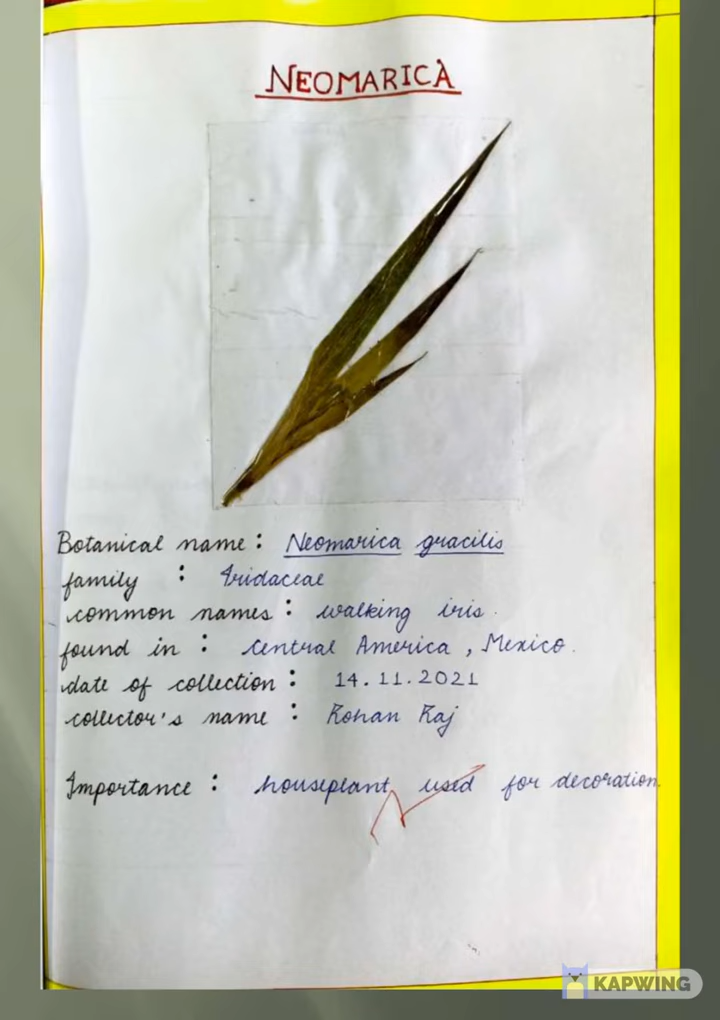 NEOMARICA
Botanical name : Neomarica gracilis
family : Iridaceae
common names : walking iris.
found in : Central America, Mexico.
date of collection : 14.11.2021
collector's name : Rohan Raj
Importance : houseplant, used for decoration.
KAPWING